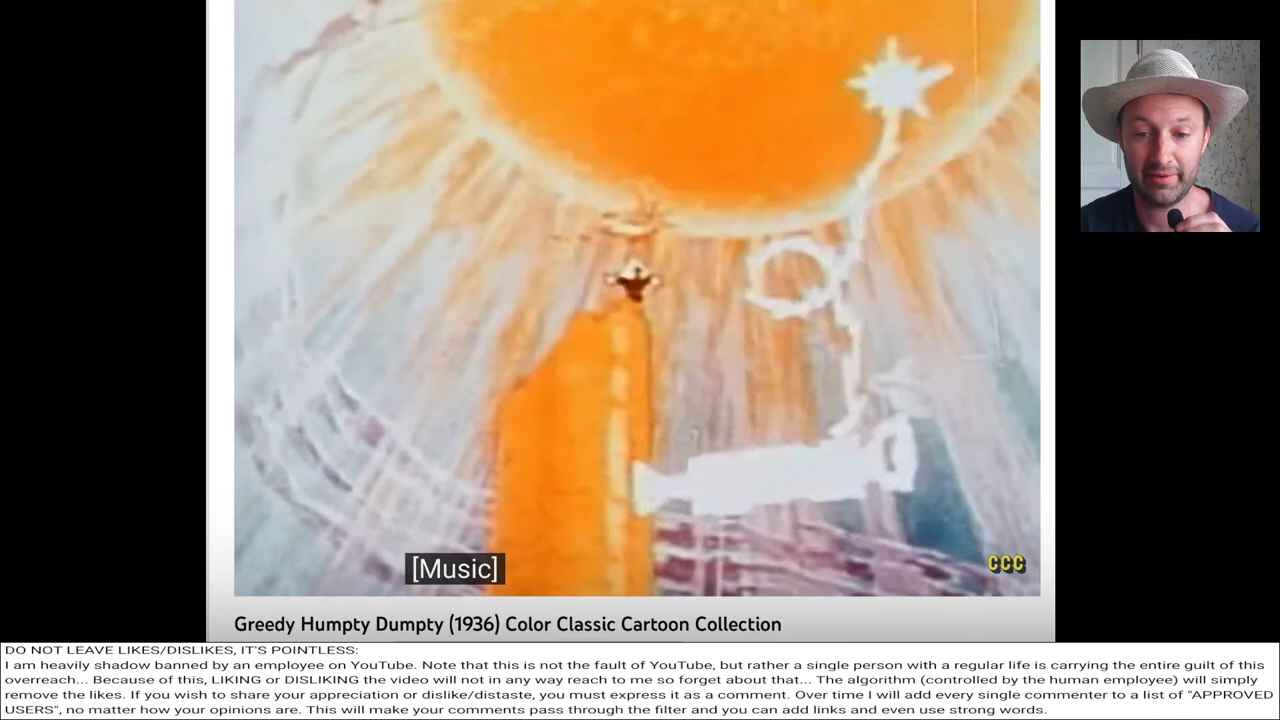 [Music]
CCC
Greedy Humpty Dumpty (1936) Color Classic Cartoon Collection
DO NOT LEAVE LIKES/DISLIKES, IT'S POINTLESS:
I am heavily shadow banned by an employee on YouTube. Note that this is not the fault of YouTube, but rather a single person with a regular life is carrying the entire guilt of this
overreach... Because of this, LIKING or DISLIKING the video will not in any way reach to me so forget about that... The algorithm (controlled by the human employee) will simply
remove the likes. If you wish to share your appreciation or dislike/distaste, you must express it as a comment. Over time I will add every single commenter to a list of "APPROVED
USERS", no matter how your opinions are. This will make your comments pass through the filter and you can add links and even use strong words.